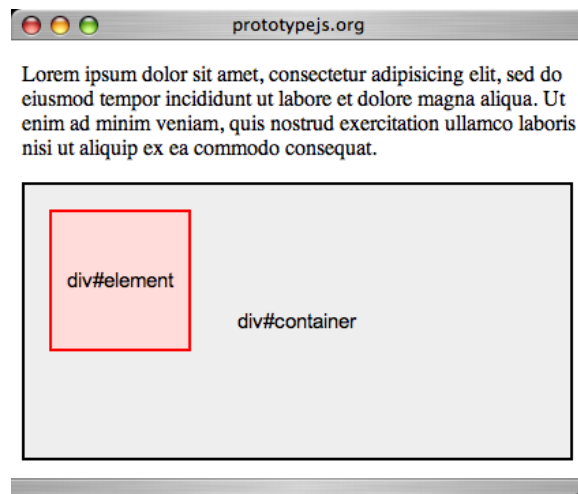 prototypejs.org
Lorem ipsum dolor sit amet, consectetur adipisicing elit, sed do
eiusmod tempor incididunt ut labore et dolore magna aliqua. Ut
enim ad minim veniam, quis nostrud exercitation ullamco laboris
nisi ut aliquip ex ea commodo consequat.
div#element
div#container